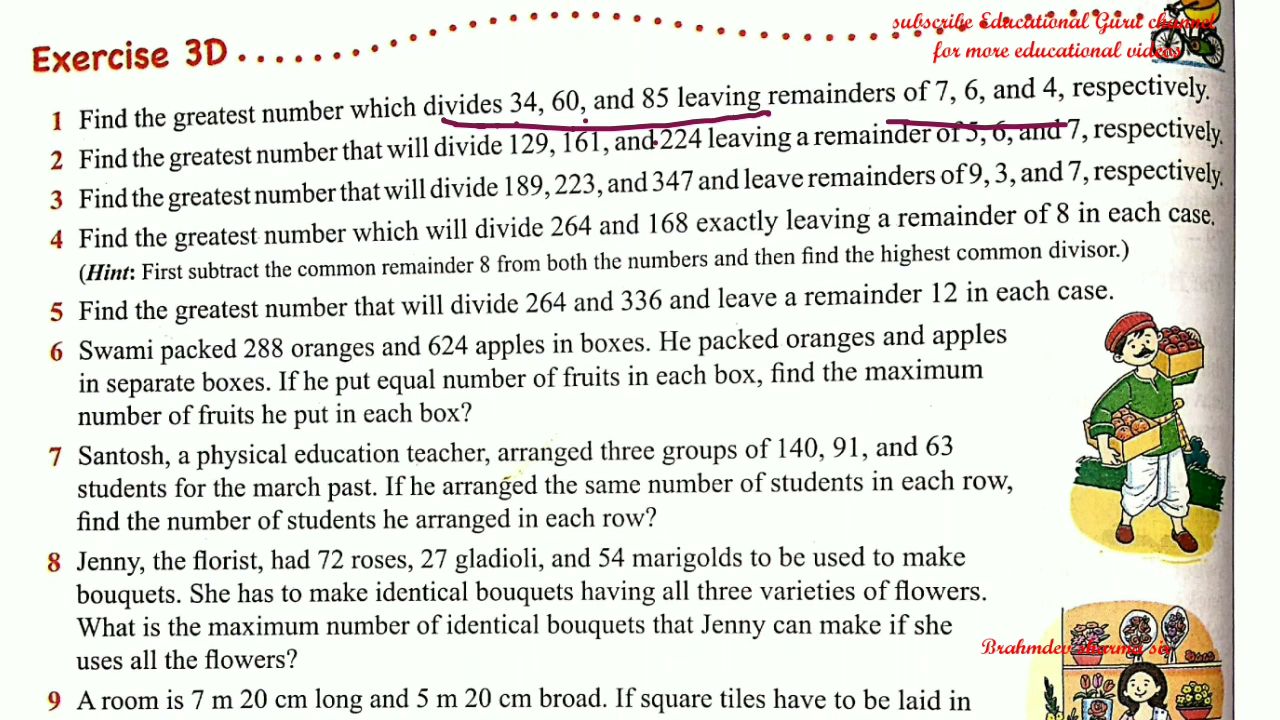 subscribe Educational Guru channel
for more educational videos
Exercise 3D
1 Find the greatest number which divides 34, 60, and 85 leaving remainders of 7, 6, and 4, respectively.
2 Find the greatest number that will divide 129, 161, and 224 leaving a remainder of 5, 6, and 7, respectively.
3 Find the greatest number that will divide 189, 223, and 347 and leave remainders of 9, 3, and 7, respectively.
4 Find the greatest number which will divide 264 and 168 exactly leaving a remainder of 8 in each case.
(Hint: First subtract the common remainder 8 from both the numbers and then find the highest common divisor.)
5 Find the greatest number that will divide 264 and 336 and leave a remainder 12 in each case.
6 Swami packed 288 oranges and 624 apples in boxes. He packed oranges and apples
in separate boxes. If he put equal number of fruits in each box, find the maximum
number of fruits he put in each box?
7 Santosh, a physical education teacher, arranged three groups of 140, 91, and 63
students for the march past. If he arranged the same number of students in each row,
find the number of students he arranged in each row?
8 Jenny, the florist, had 72 roses, 27 gladioli, and 54 marigolds to be used to make
bouquets. She has to make identical bouquets having all three varieties of flowers.
What is the maximum number of identical bouquets that Jenny can make if she
uses all the flowers?
Brahmdev sharma sir
9 A room is 7 m 20 cm long and 5 m 20 cm broad. If square tiles have to be laid in